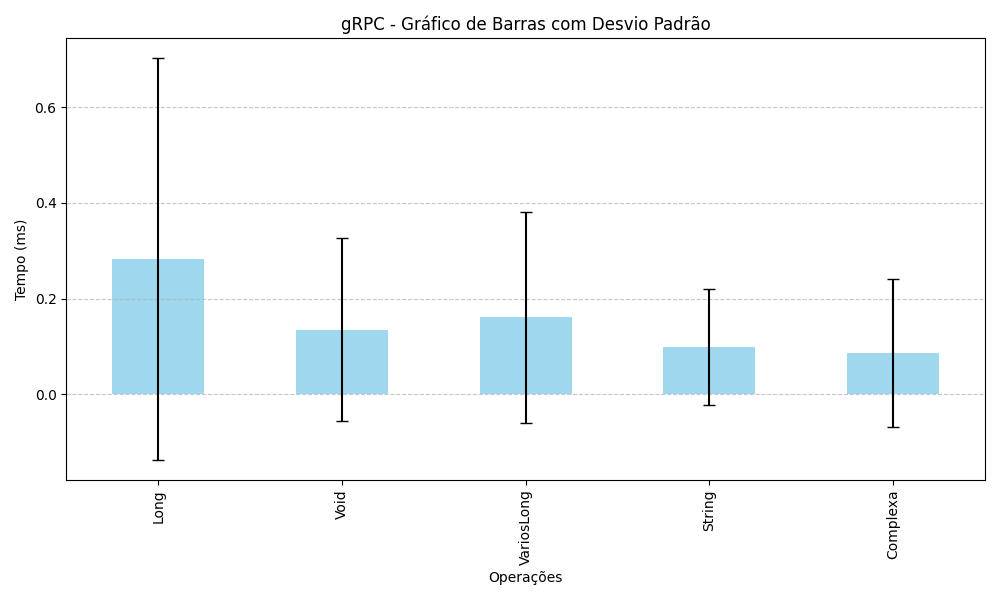 gRPC - Gráfico de Barras com Desvio Padrão
Tempo (ms)
0.6
0.4
0.2
0.0
Long
Void
VariosLong
String
Complexa
Operações